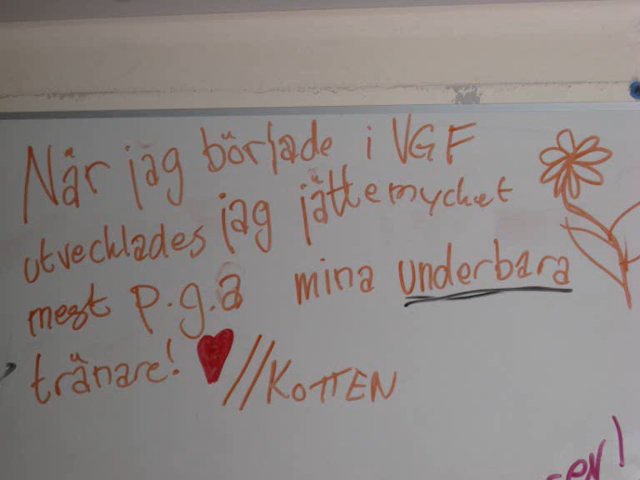 När jag började i VGF
utvecklades jag jättemycket
mest p.g.a mina underbara
tränare! ♥//KOTTEN